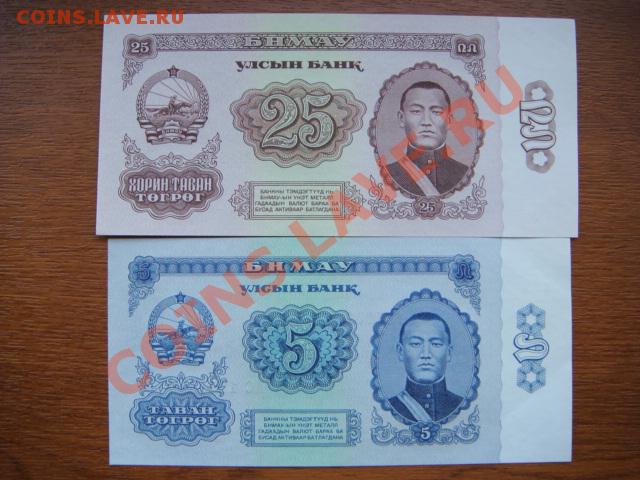 COINS.LAVE.RU
25 БНМАУ
УЛСЫН БАНК
25
БНМАУ
ХОРИН ТАВАН
ТӨГРӨГ
БАНКНЫ ТЭМДЭГТҮҮД НЬ
БНМАУ-ЫН ҮНЭТ МЕТАЛЛ
ГАДААДЫН ВАЛЮТ БАРАА БА
БУСАД АКТИВААР БАТЛАГДАНА
25
5 БНМАУ
УЛСЫН БАНК
5
ТАВАН
ТӨГРӨГ
БАНКНЫ ТЭМДЭГТҮҮД НЬ
БНМАУ-ЫН ҮНЭТ МЕТАЛЛ
ГАДААДЫН ВАЛЮТ БАРАА БА
БУСАД АКТИВААР БАТЛАГДАНА
5
COINS.LAVE.RU
COINS.LAVE.РУ